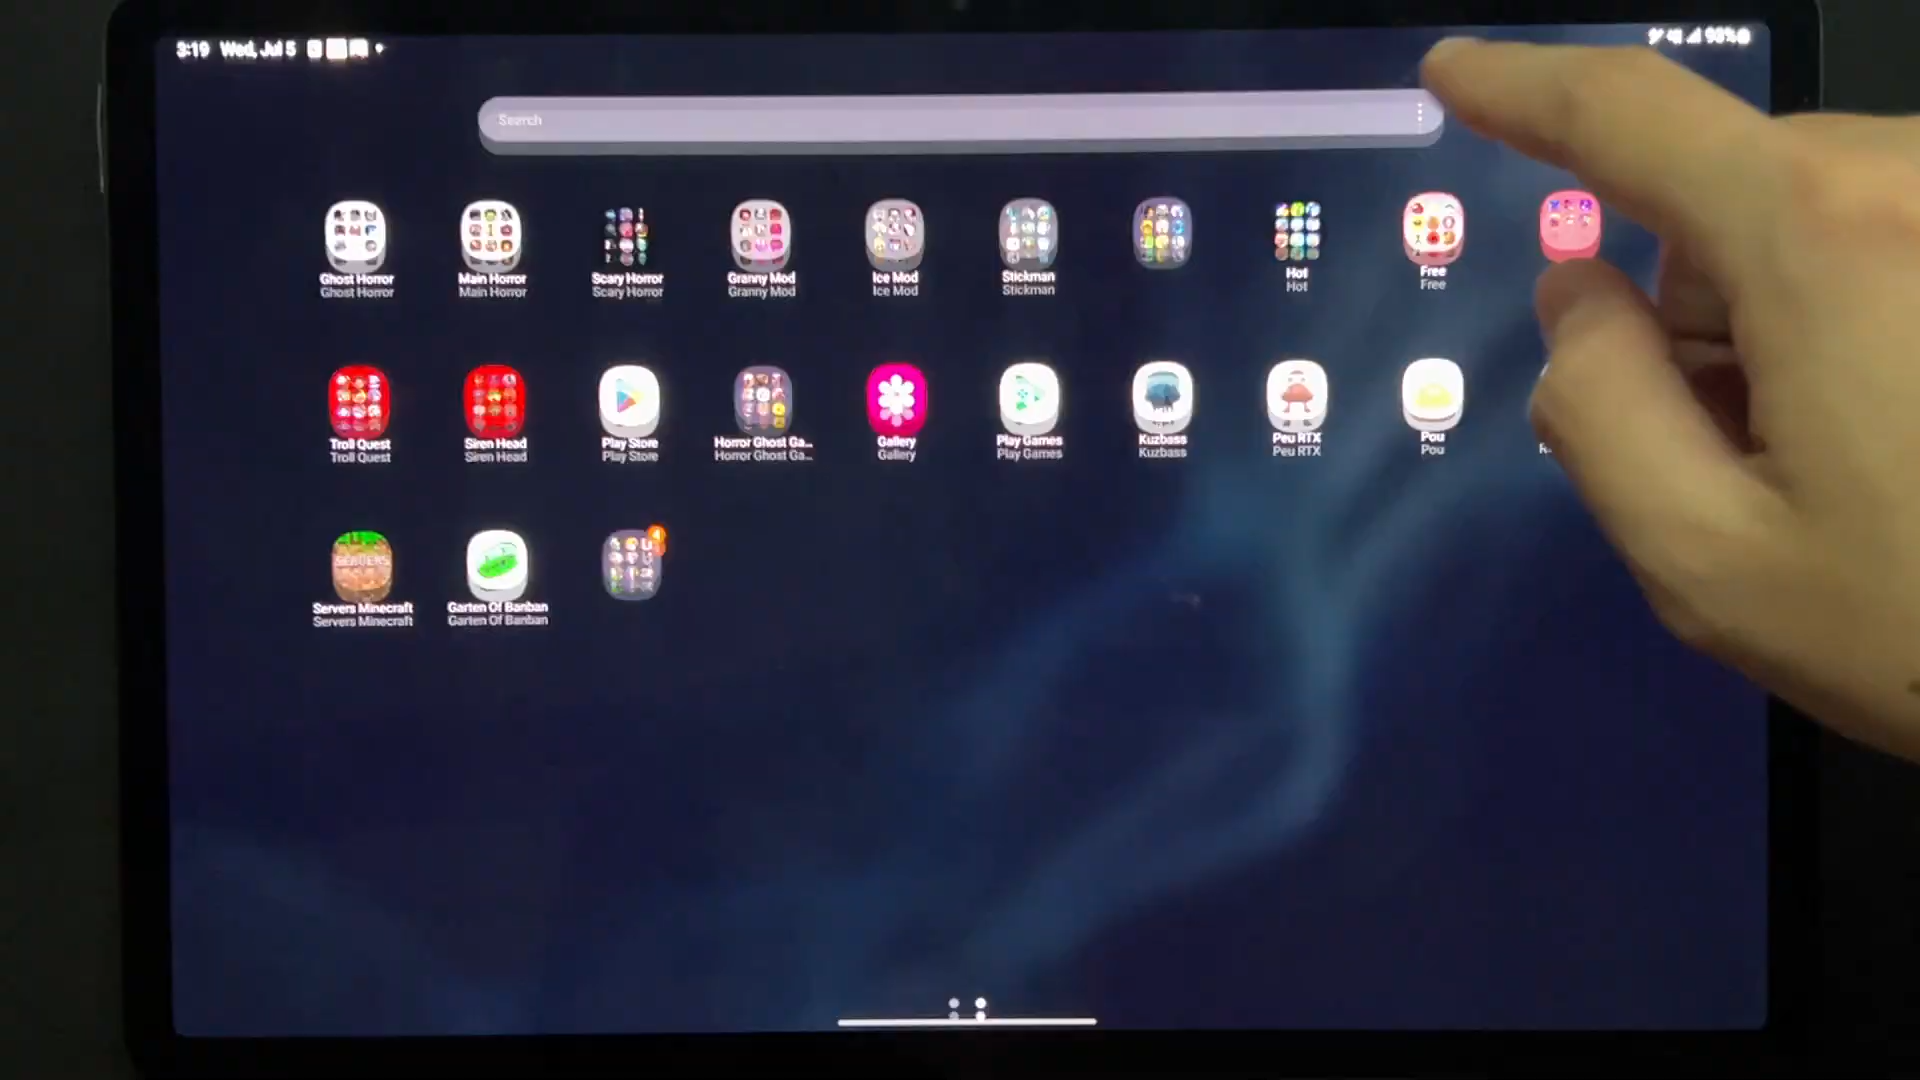 3:19 Wed, Jul 5
98%
Search
Ghost Horror
Ghost Horror
Main Horror
Main Horror
Scary Horror
Scary Horror
Granny Mod
Granny Mod
Ice Mod
Ice Mod
Stickman
Stickman
Hot
Hot
Free
Free
Troll Quest
Troll Quest
Siren Head
Siren Head
Play Store
Play Store
Horror Ghost Ga...
Horror Ghost Ga...
Gallery
Gallery
Play Games
Play Games
Kuzbass
Kuzbass
Peu RTX
Peu RTX
Pou
Pou
SERVERS
4
Servers Minecraft
Servers Minecraft
Garten Of Banban
Garten Of Banban